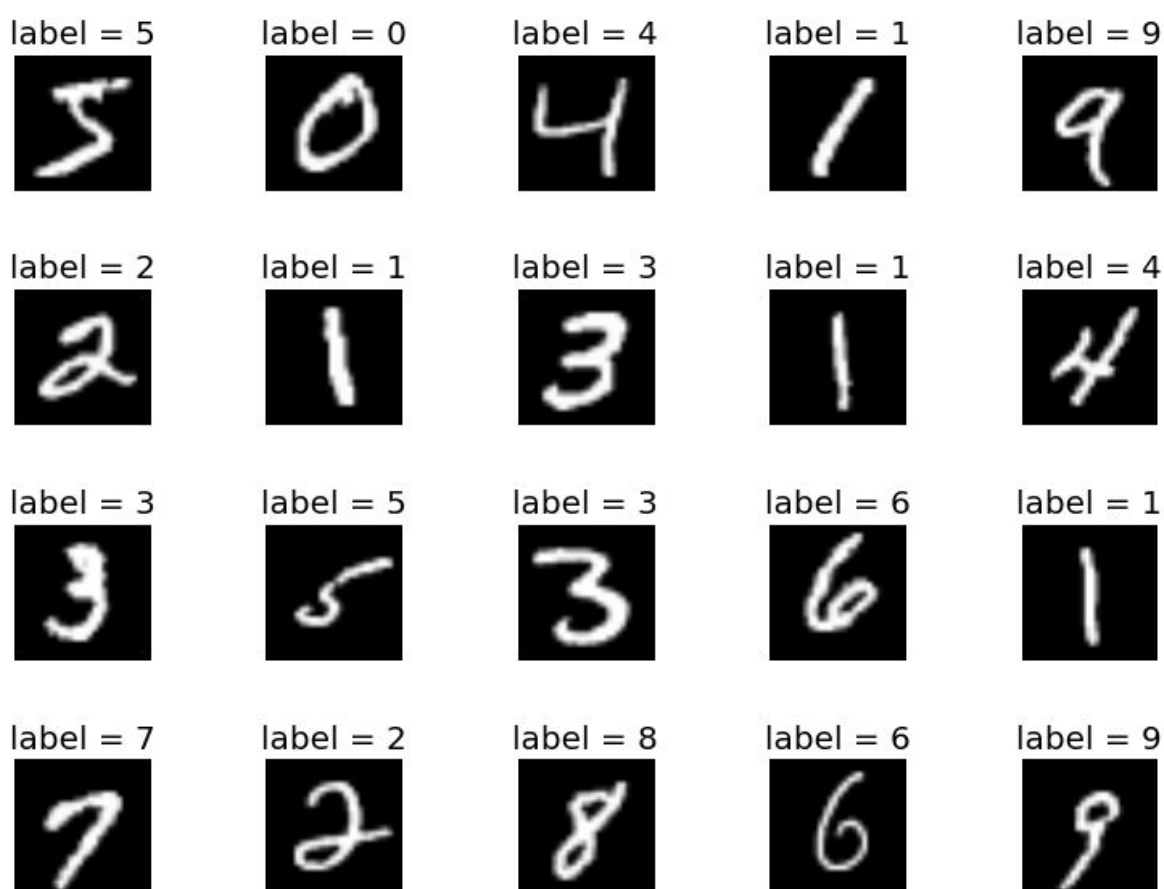 label = 5 label = 0 label = 4 label = 1 label = 9
5 0 4 1 9
label = 2 label = 1 label = 3 label = 1 label = 4
2 1 3 1 4
label = 3 label = 5 label = 3 label = 6 label = 1
3 5 3 6 1
label = 7 label = 2 label = 8 label = 6 label = 9
7 2 8 6 9